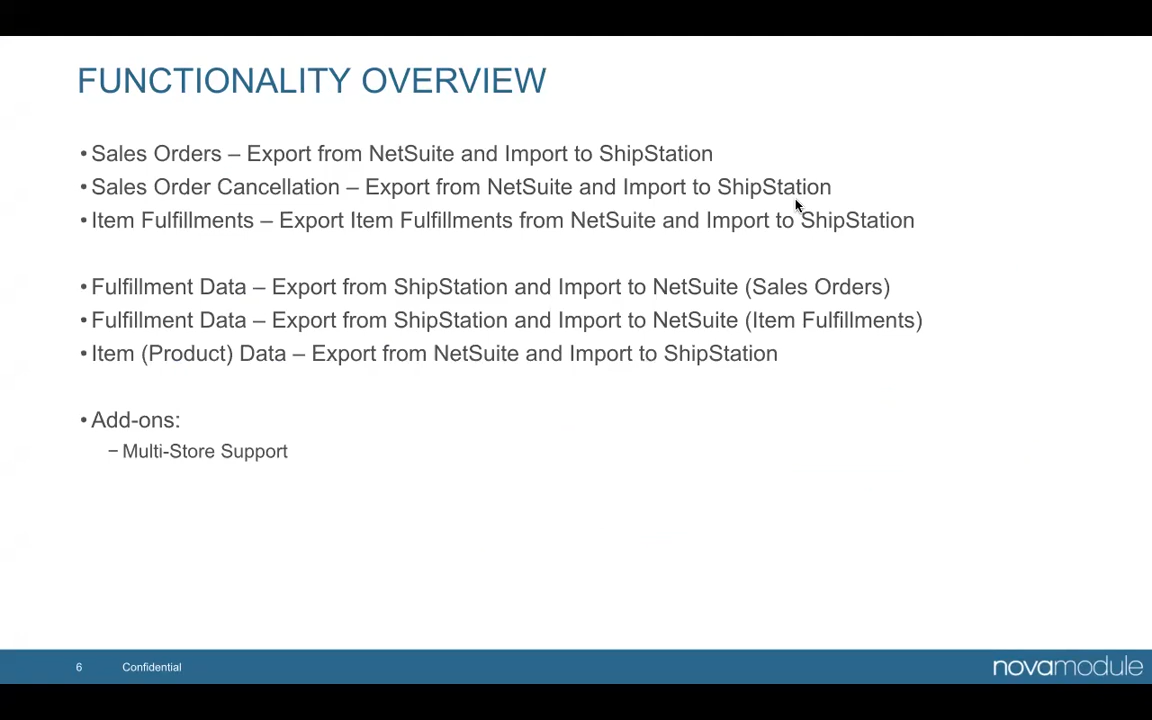 FUNCTIONALITY OVERVIEW
• Sales Orders – Export from NetSuite and Import to ShipStation
• Sales Order Cancellation – Export from NetSuite and Import to ShipStation
• Item Fulfillments – Export Item Fulfillments from NetSuite and Import to ShipStation
• Fulfillment Data – Export from ShipStation and Import to NetSuite (Sales Orders)
• Fulfillment Data – Export from ShipStation and Import to NetSuite (Item Fulfillments)
• Item (Product) Data – Export from NetSuite and Import to ShipStation
• Add-ons:
– Multi-Store Support
6 Confidential novamodule